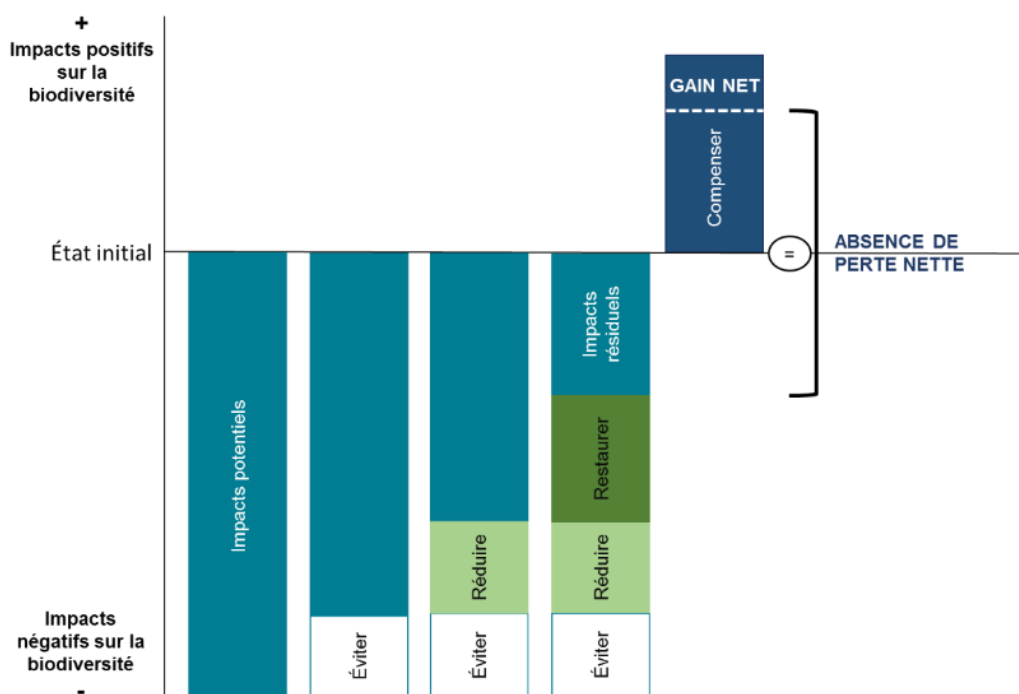 +
Impacts positifs
sur la
biodiversité
GAIN NET
Compenser
État initial
=
ABSENCE DE
PERTE NETTE
Impacts potentiels
Impacts
résiduels
Restaurer
Réduire
Réduire
Éviter
Éviter
Éviter
Impacts
négatifs sur la
biodiversité
-